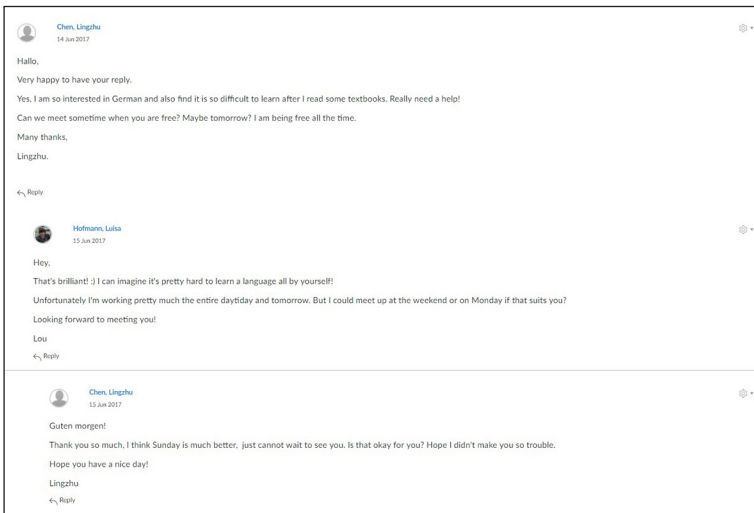 Chen, Lingzhu
14 Jun 2017
Hallo,
Very happy to have your reply.
Yes, I am so interested in German and also find it is so difficult to learn after I read some textbooks. Really need a help!
Can we meet sometime when you are free? Maybe tomorrow? I am being free all the time.
Many thanks,
Lingzhu.
Reply
Hofmann, Luisa
15 Jun 2017
Hey,
That's brilliant! :) I can imagine it's pretty hard to learn a language all by yourself!
Unfortunately I'm working pretty much the entire daytiday and tomorrow. But I could meet up at the weekend or on Monday if that suits you?
Looking forward to meeting you!
Lou
Reply
Chen, Lingzhu
15 Jun 2017
Guten morgen!
Thank you so much, I think Sunday is much better, just cannot wait to see you. Is that okay for you? Hope I didn't make you so trouble.
Hope you have a nice day!
Lingzhu
Reply